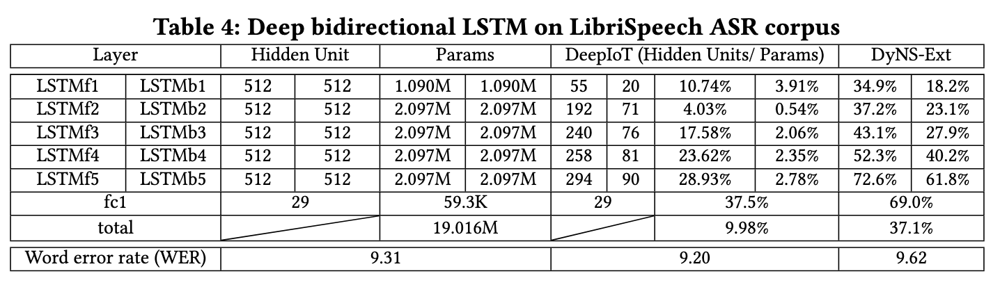 Table 4: Deep bidirectional LSTM on LibriSpeech ASR corpus
Layer Hidden Unit Params DeepIoT (Hidden Units/ Params) DyNS-Ext
LSTMf1 LSTMb1 512 512 1.090M 1.090M 55 20 10.74% 3.91% 34.9% 18.2%
LSTMf2 LSTMb2 512 512 2.097M 2.097M 192 71 4.03% 0.54% 37.2% 23.1%
LSTMf3 LSTMb3 512 512 2.097M 2.097M 240 76 17.58% 2.06% 43.1% 27.9%
LSTMf4 LSTMb4 512 512 2.097M 2.097M 258 81 23.62% 2.35% 52.3% 40.2%
LSTMf5 LSTMb5 512 512 2.097M 2.097M 294 90 28.93% 2.78% 72.6% 61.8%
fc1 29 59.3K 29 37.5% 69.0%
total 19.016M 9.98% 37.1%
Word error rate (WER) 9.31 9.20 9.62